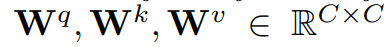 W^q, W^k, W^v ∈ ℝ^{C×C}